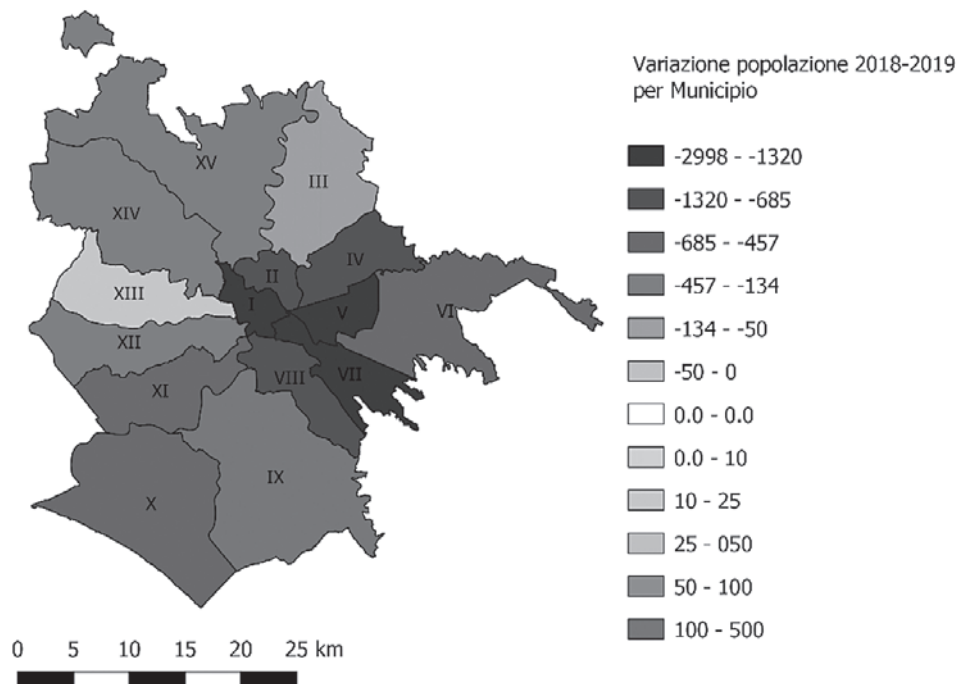 Variazione popolazione 2018-2019
per Municipio
-2998 - -1320
-1320 - -685
-685 - -457
-457 - -134
-134 - -50
-50 - 0
0.0 - 0.0
0.0 - 10
10 - 25
25 - 050
50 - 100
100 - 500
XV
III
XIV
IV
II
XIII
I
V
VI
XII
VII
VIII
XI
IX
X
0 5 10 15 20 25 km